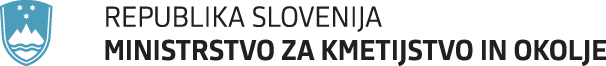 REPUBLIKA SLOVENIJA
MINISTRSTVO ZA KMETIJSTVO IN OKOLJE